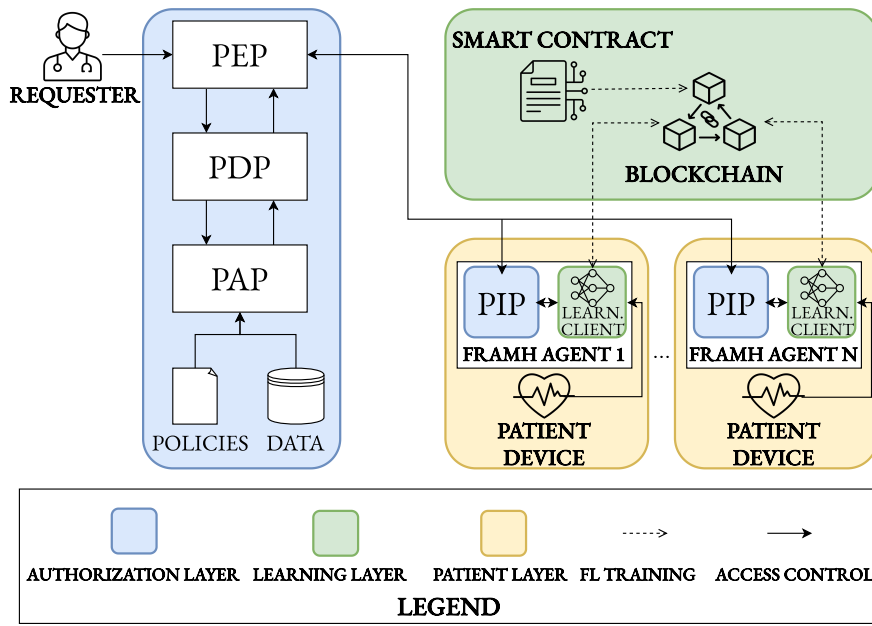 REQUESTER
PEP
PDP
PAP
POLICIES
DATA
SMART CONTRACT
BLOCKCHAIN
PIP
LEARN.
CLIENT
FRAMH AGENT 1
PATIENT
DEVICE
...
PIP
LEARN.
CLIENT
FRAMH AGENT N
PATIENT
DEVICE
AUTHORIZATION LAYER
LEARNING LAYER
PATIENT LAYER
FL TRAINING
ACCESS CONTROL
LEGEND